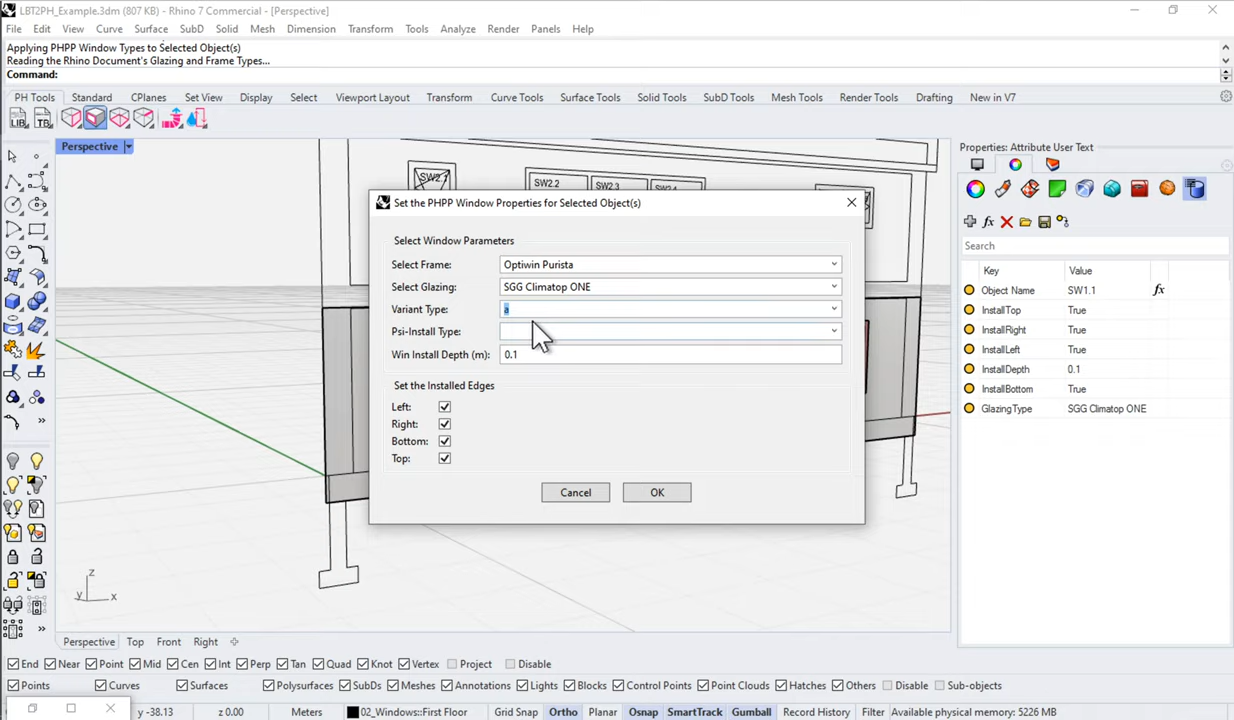 LBT2PH_Example.3dm (807 KB) - Rhino 7 Commercial - [Perspective]
File Edit View Curve Surface SubD Solid Mesh Dimension Transform Tools Analyze Render Panels Help
Applying PHPP Window Types to Selected Object(s)
Reading the Rhino Document's Glazing and Frame Types...
Command:
PH Tools Standard CPlanes Set View Display Select Viewport Layout Transform Curve Tools Surface Tools Solid Tools SubD Tools Mesh Tools Render Tools Drafting New in V7
LIB TB
Perspective
Properties: Attribute User Text
SW2.1
SW2.2 SW2.3
Set the PHPP Window Properties for Selected Object(s)
Select Window Parameters
Select Frame: Optiwin Purista
Select Glazing: SGG Climatop ONE
Variant Type: a
Psi-Install Type:
Win Install Depth (m): 0.1
Set the Installed Edges
Left:
Right:
Bottom:
Top:
Cancel OK
fx
Search
Key Value
Object Name SW1.1 fx
InstallTop True
InstallRight True
InstallLeft True
InstallDepth 0.1
InstallBottom True
GlazingType SGG Climatop ONE
z
y x
Perspective Top Front Right
End Near Point Mid Cen Int Perp Tan Quad Knot Vertex Project Disable
Points Curves Surfaces Polysurfaces SubDs Meshes Annotations Lights Blocks Control Points Point Clouds Hatches Others Disable Sub-objects
y -38.13 z 0.00 Meters 02_Windows::First Floor Grid Snap Ortho Planar Osnap SmartTrack Gumball Record History Filter Available physical memory: 5226 MB